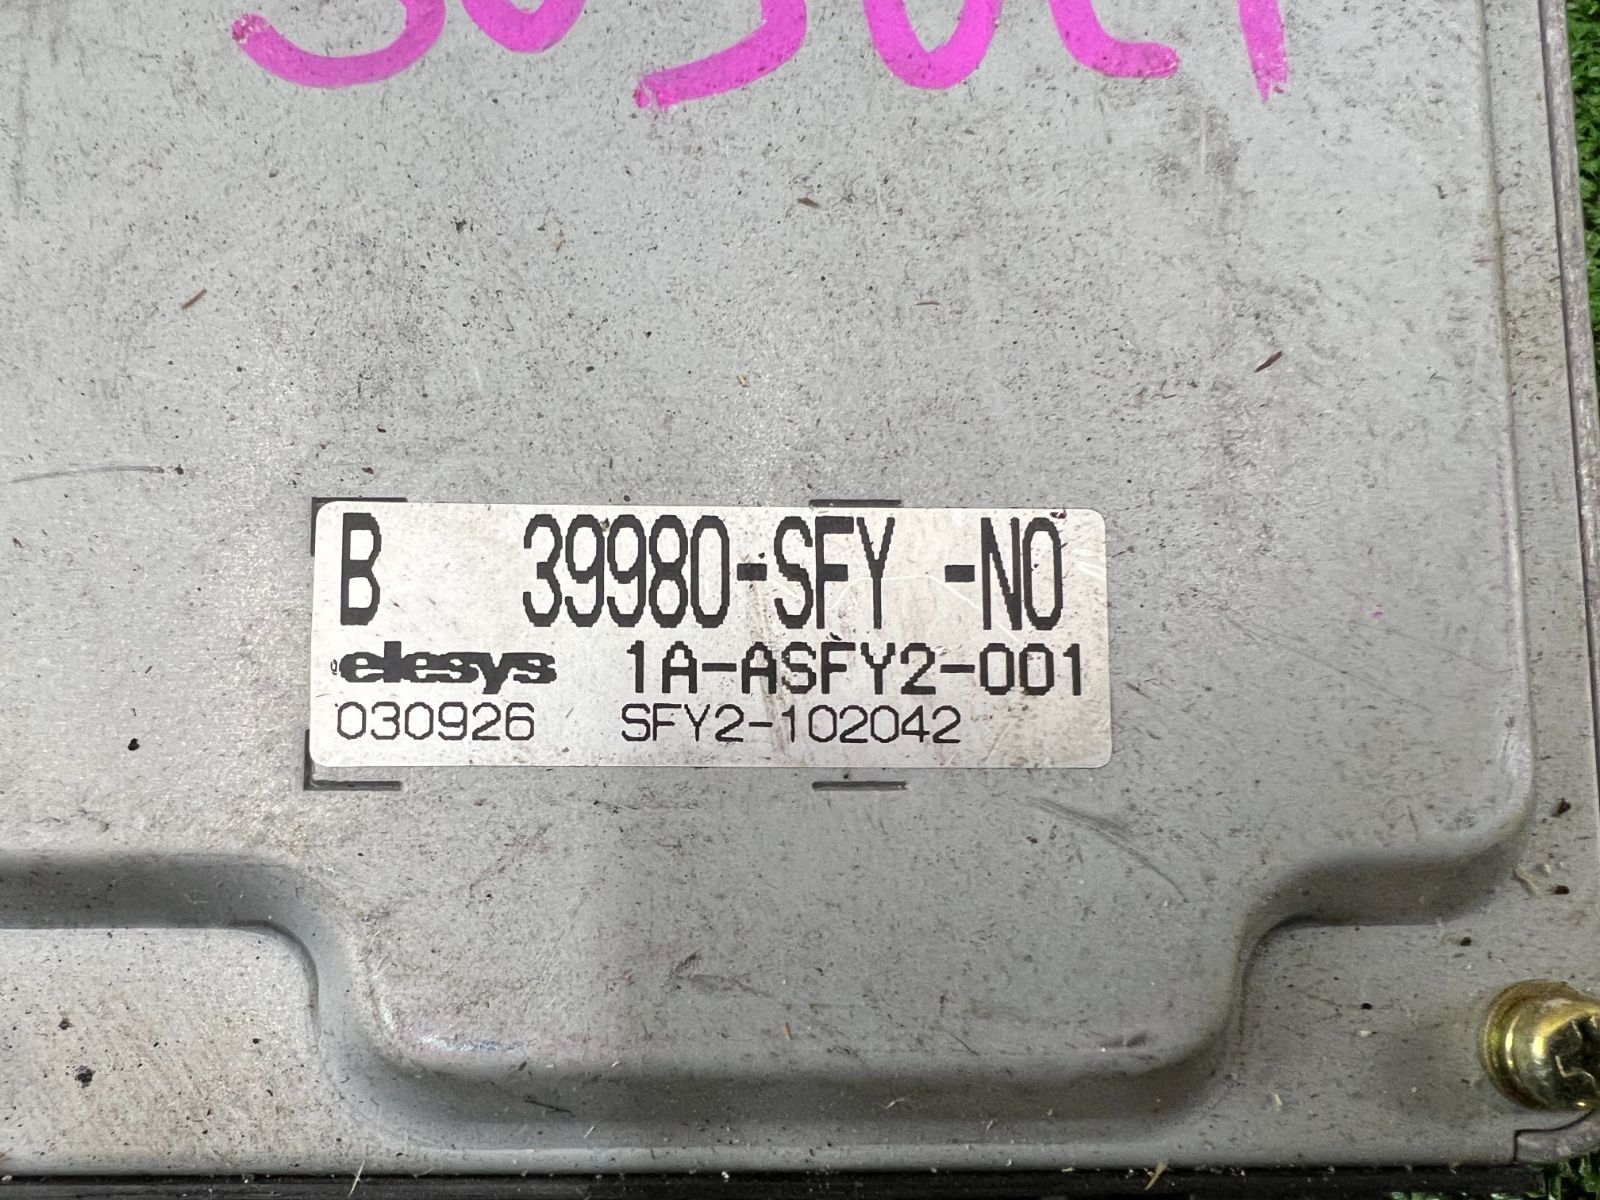 B 39980-SFY -N0
elesys 1A-ASFY2-001
030926 SFY2-102042